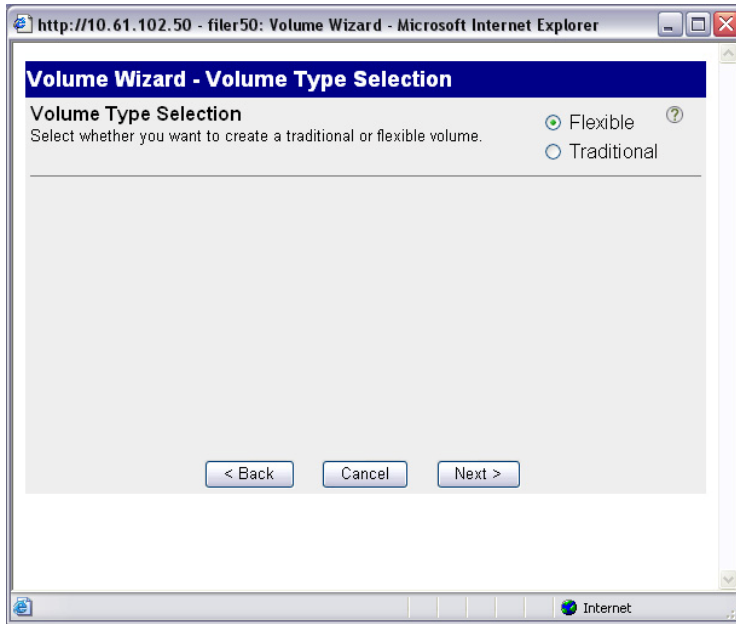 http://10.61.102.50 - filer50: Volume Wizard - Microsoft Internet Explorer
Volume Wizard - Volume Type Selection
Volume Type Selection
Select whether you want to create a traditional or flexible volume.
Flexible
?
Traditional
< Back
Cancel
Next >
Internet